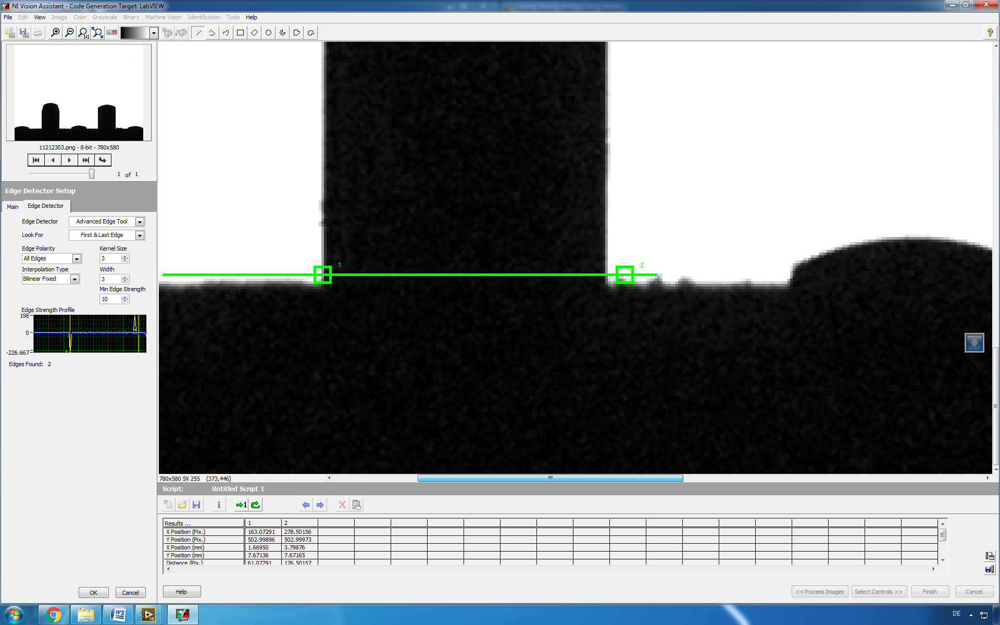 NI Vision Assistant - Code Generation Target: LabVIEW
File Edit View Image Color Grayscale Binary Machine Vision Identification Tools Help
1:1
?
11212303.png - 8-bit - 780x580
1 of 1
Edge Detector Setup
Main Edge Detector
Edge Detector Advanced Edge Tool
Look For First & Last Edge
Edge Polarity Kernel Size
All Edges 3
Interpolation Type Width
Bilinear Fixed 3
Min Edge Strength
10
Edge Strength Profile
198
0
-226.667
Edges Found: 2
1
2
780x580 5X 255 (373,446)
Script: Untitled Script 1
1
Results ... 1 2
X Position (Pix.) 163.07291 278.50156
Y Position (Pix.) 502.99896 502.99973
X Position (mm) 1.66950 3.79876
Y Position (mm) 7.67136 7.67165
Distance (Pix.) 61.07291 176.50157
OK Cancel Help << Process Images Select Controls >> Finish Cancel
16
DE